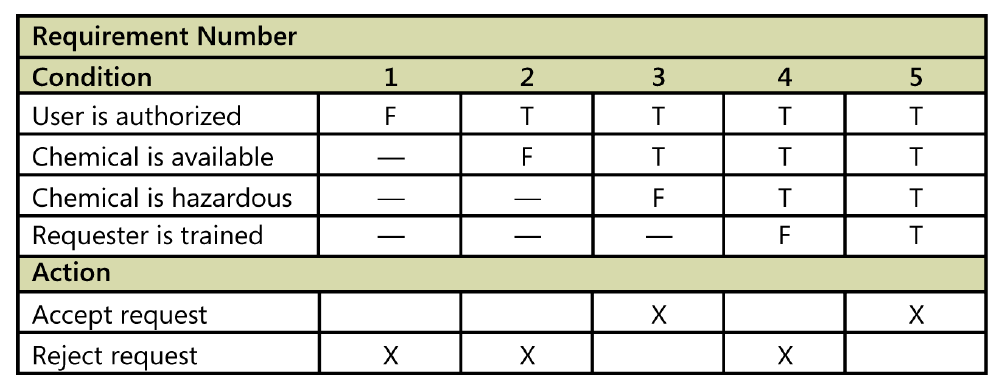 Requirement Number
Condition 1 2 3 4 5
User is authorized F T T T T
Chemical is available — F T T T
Chemical is hazardous — — F T T
Requester is trained — — — F T
Action
Accept request X X
Reject request X X X